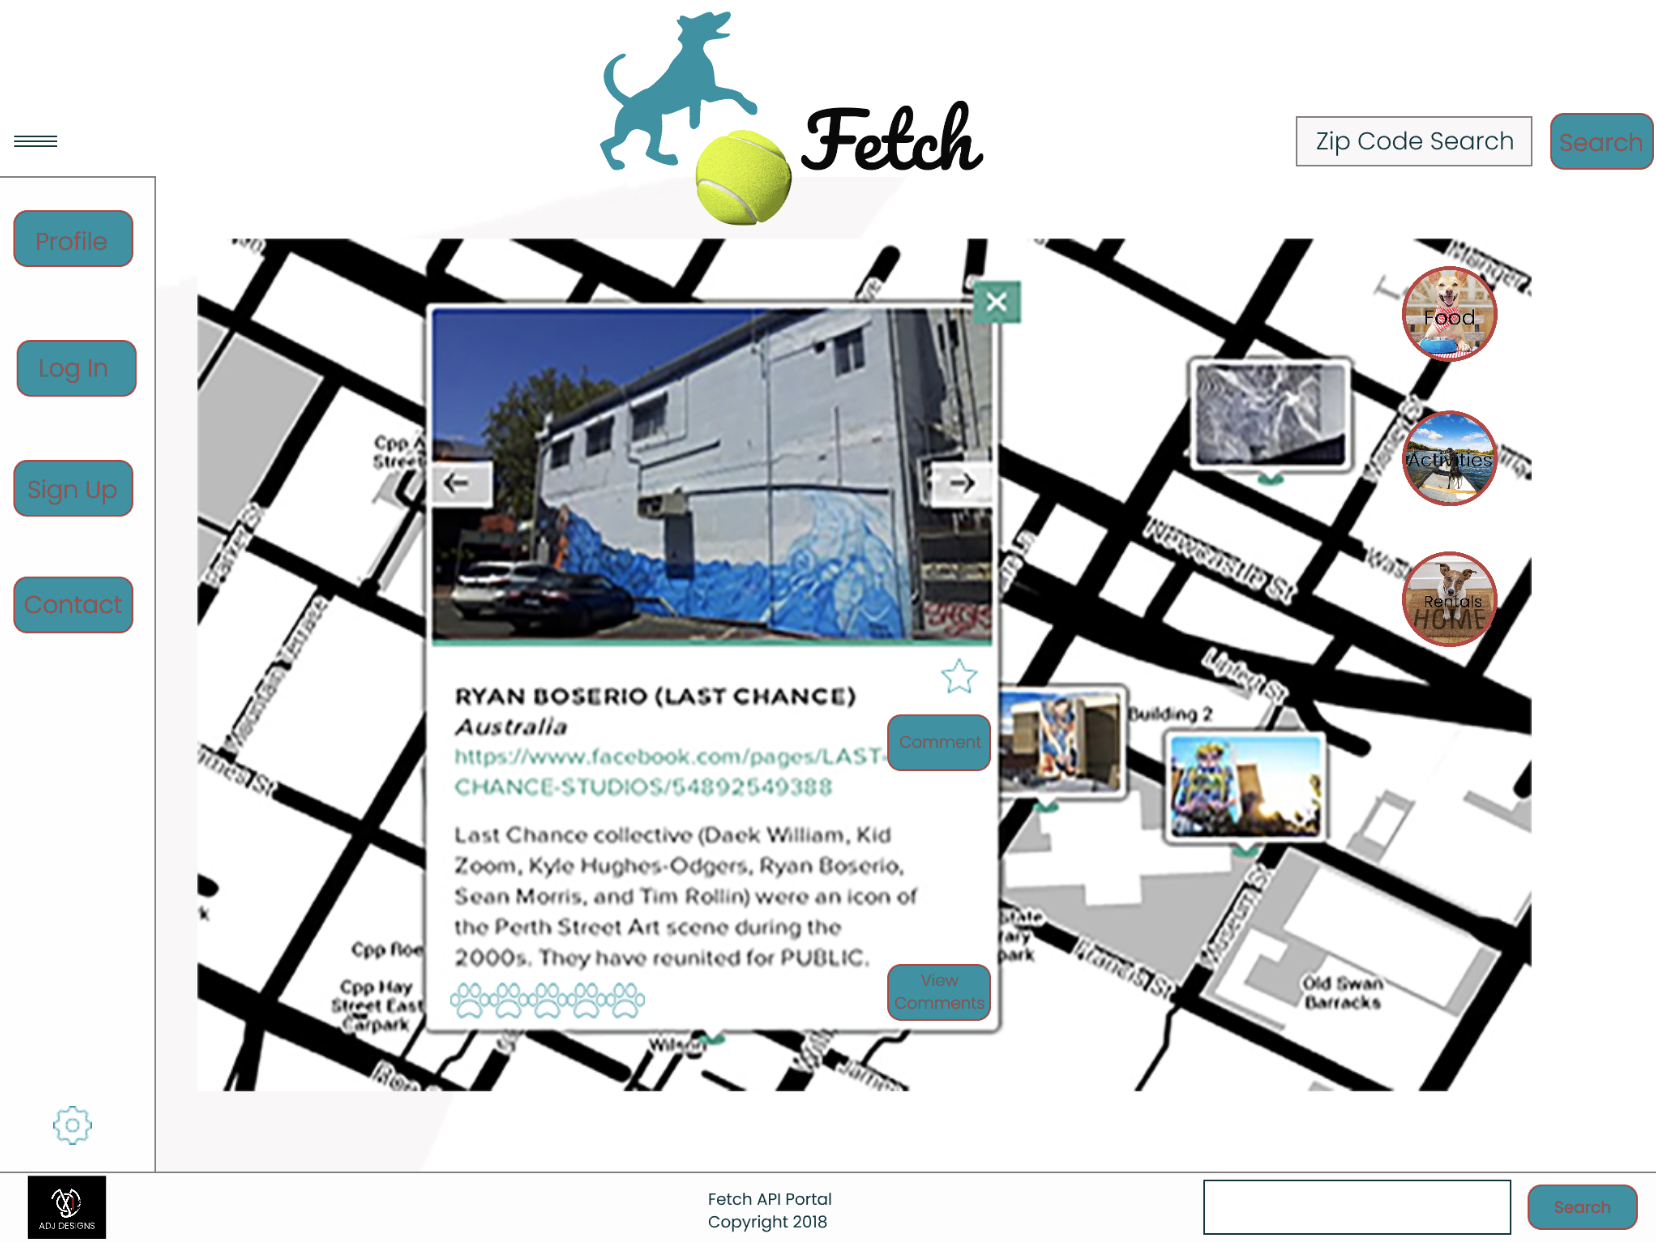 Fetch
Zip Code Search
Search
Profile
Log In
Sign Up
Contact
Food
Activities
Rentals
HOME
Newcastle St
Lindsay St
Museum St
Francis St
James St
Building 2
Old Swan
Barracks
Cpp Roe
Cpp Hay
Street East
Carpark
Wilson
RYAN BOSERIO (LAST CHANCE)
Australia
https://www.facebook.com/pages/LAST-
CHANCE-STUDIOS/54892549388
Comment
Last Chance collective (Daek William, Kid
Zoom, Kyle Hughes-Odgers, Ryan Boserio,
Sean Morris, and Tim Rollin) were an icon of
the Perth Street Art scene during the
2000s. They have reunited for PUBLIC.
View
Comments
ADJ DESIGNS
Fetch API Portal
Copyright 2018
Search